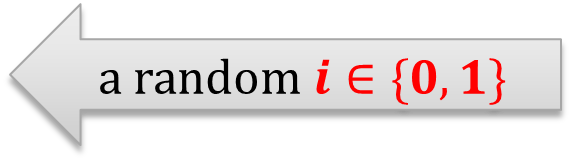 a random i ∈ {0, 1}